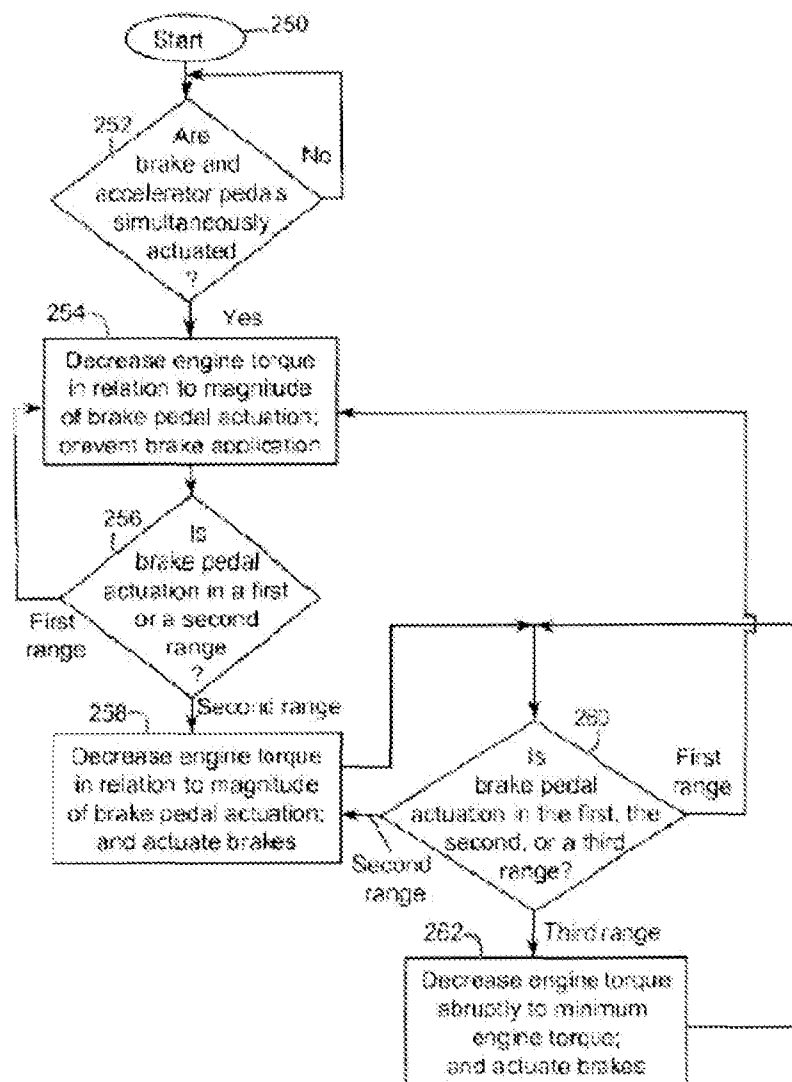 Start
250
252
Are
brake and
accelerator pedals
simultaneously
actuated
?
No
Yes
254
Decrease engine torque
in relation to magnitude
of brake pedal actuation;
prevent brake application
256
Is
brake pedal
actuation in a first
or a second
range
?
First
range
Second range
258
Decrease engine torque
in relation to magnitude
of brake pedal actuation;
and actuate brakes
260
Is
brake pedal
actuation in the first, the
second, or a third
range?
First
range
Second
range
Third range
262
Decrease engine torque
abruptly to minimum
engine torque;
and actuate brakes